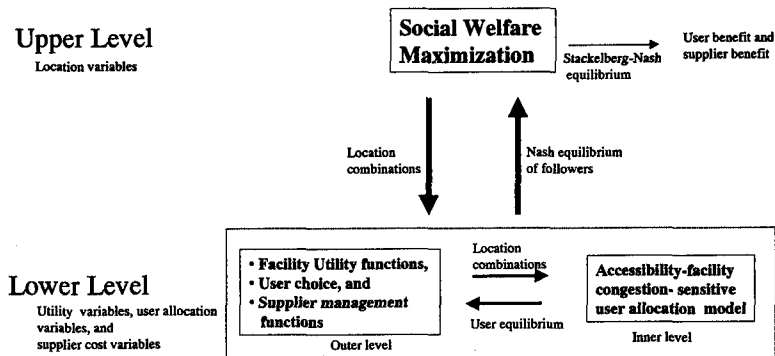 Upper Level
Location variables
Social Welfare
Maximization
Stackelberg-Nash
equilibrium
User benefit and
supplier benefit
Location
combinations
Nash equilibrium
of followers
Lower Level
Utility variables, user allocation
variables, and
supplier cost variables
• Facility Utility functions,
• User choice, and
• Supplier management
functions
Outer level
Location
combinations
User equilibrium
Accessibility-facility
congestion- sensitive
user allocation model
Inner level